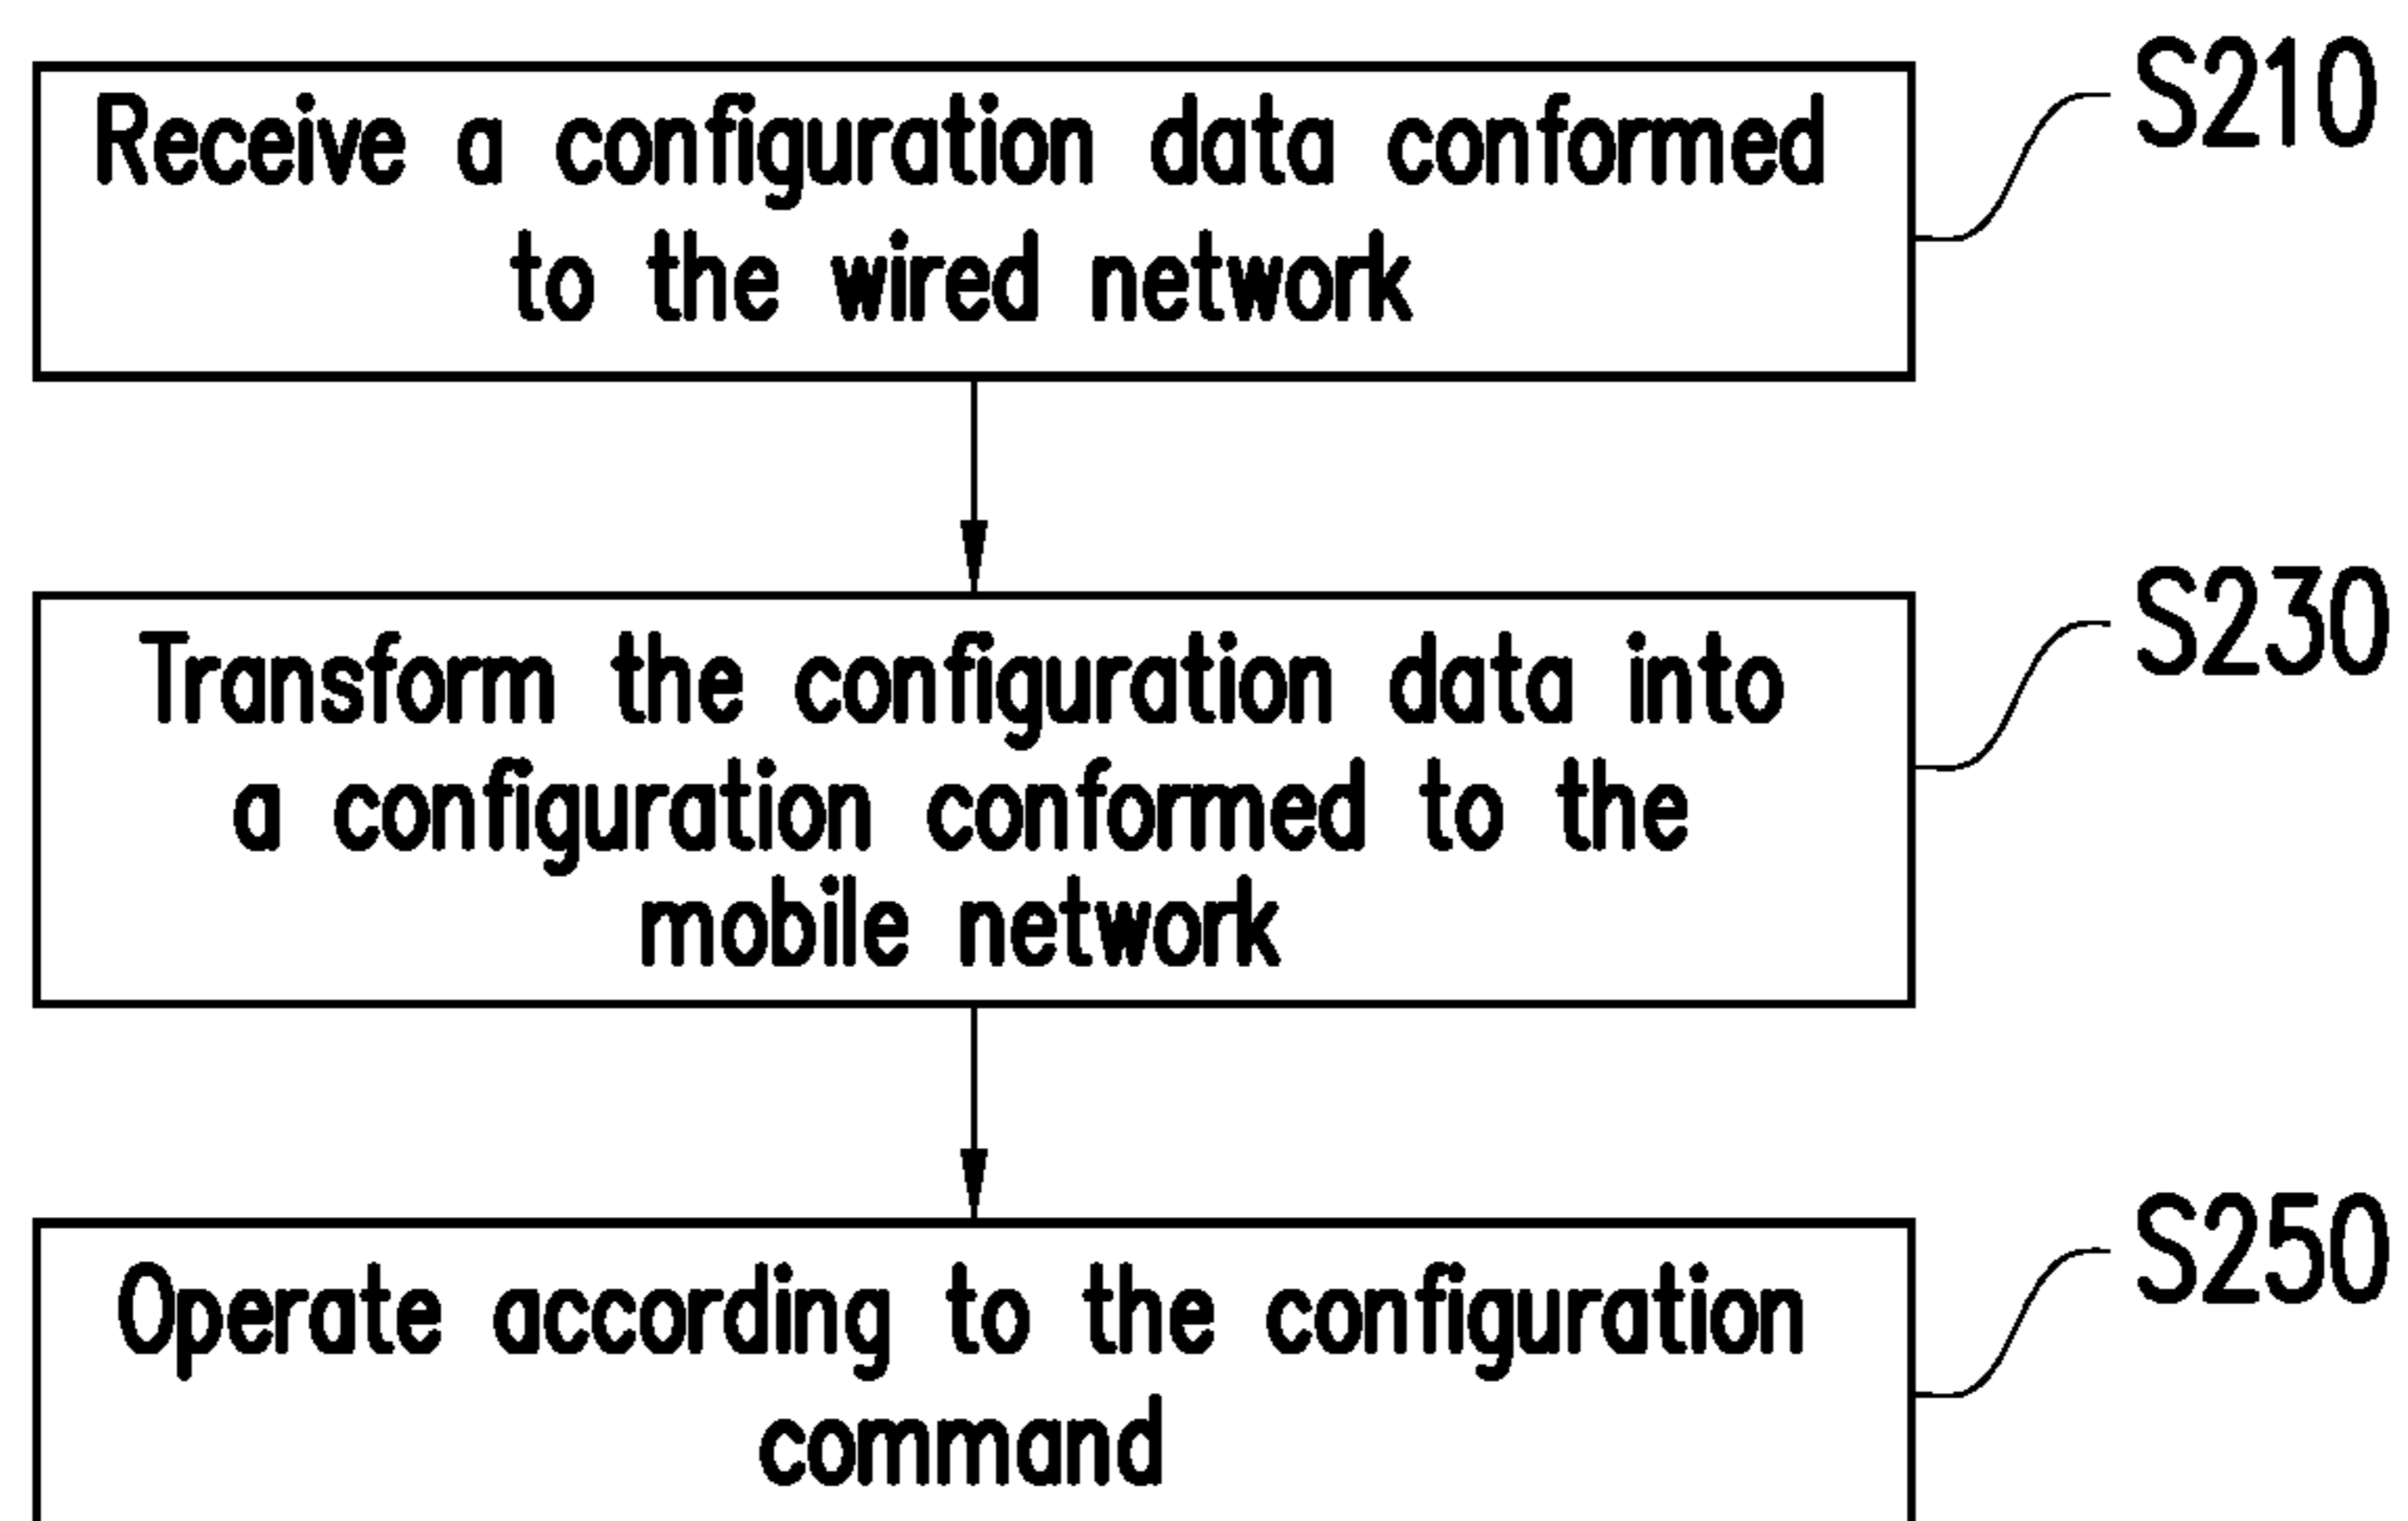 Receive a configuration data conformed
to the wired network
S210
Transform the configuration data into
a configuration conformed to the
mobile network
S230
Operate according to the configuration
command
S250